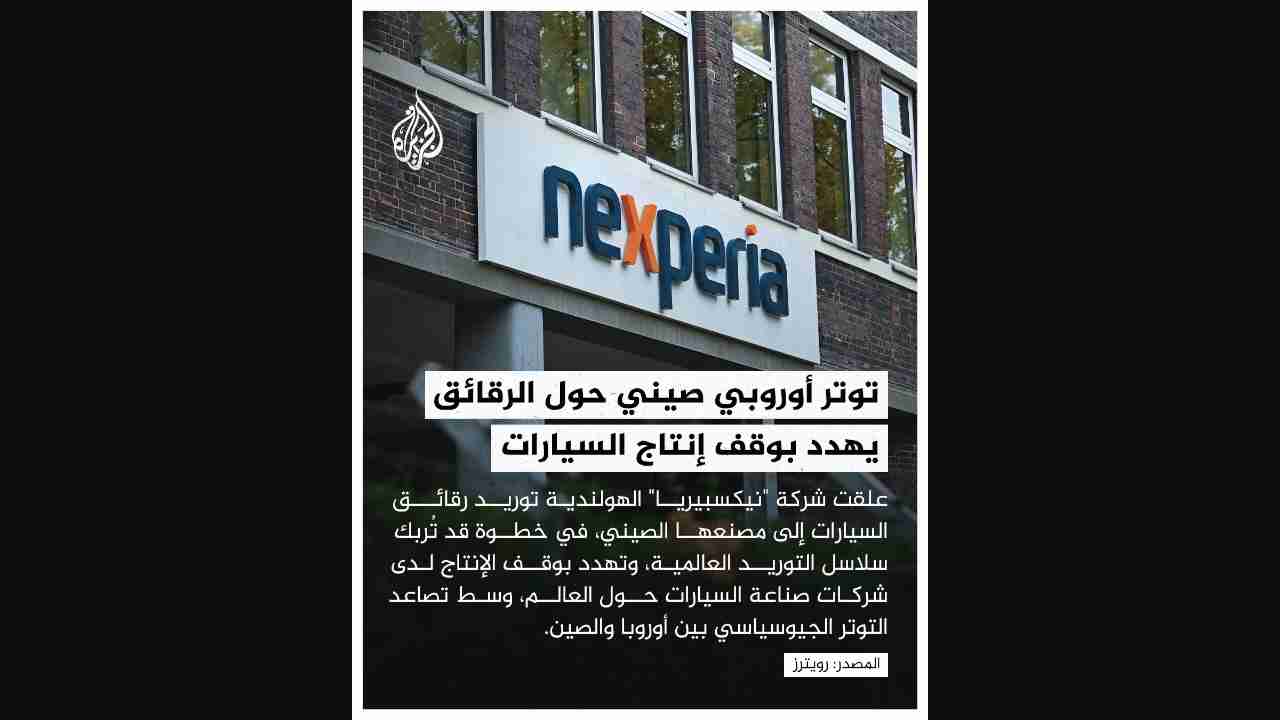 الجزيرة
nexperia
توتر أوروبي صيني حول الرقائق
يهدد بوقف إنتاج السيارات
علقت شركة "نيكسبيريا" الهولندية توريد رقائق
السيارات إلى مصنعها الصيني، في خطوة قد تُربك
سلاسل التوريد العالمية، وتهدد بوقف الإنتاج لدى
شركات صناعة السيارات حول العالم، وسط تصاعد
التوتر الجيوسياسي بين أوروبا والصين.
المصدر: رويترز